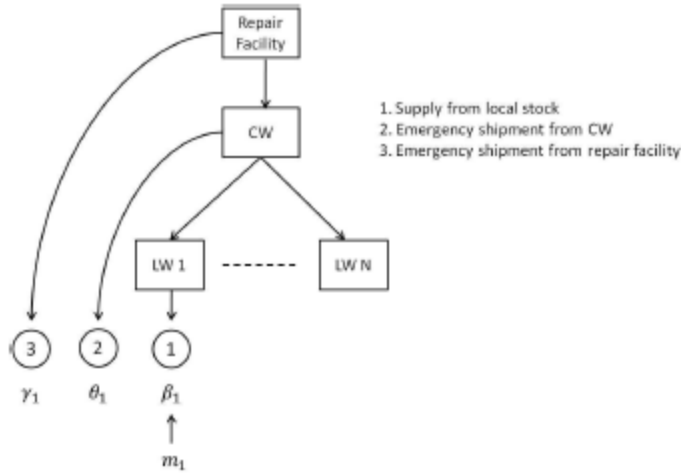 Repair
Facility
CW
1. Supply from local stock
2. Emergency shipment from CW
3. Emergency shipment from repair facility
LW 1
LW N
3
2
1
γ₁
θ₁
β₁
m₁